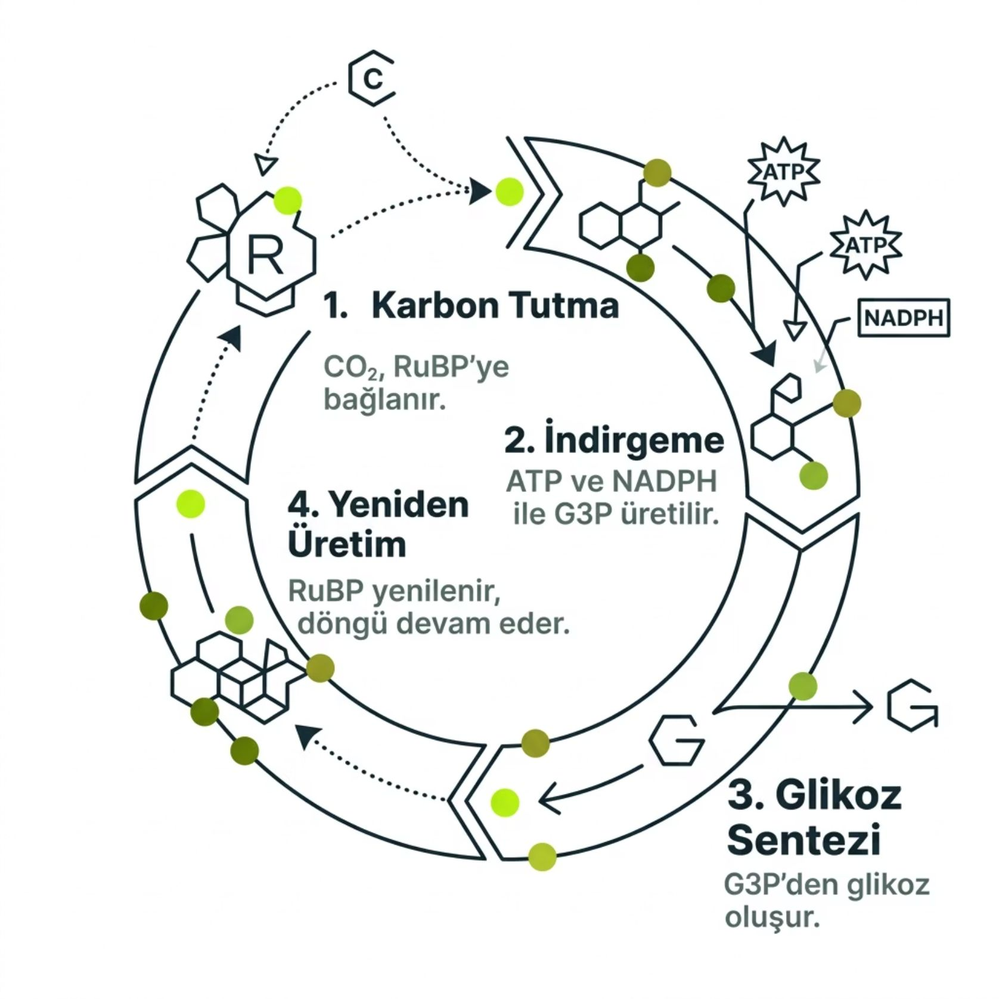 C
ATP
ATP
NADPH
R
1. Karbon Tutma
CO₂, RuBP’ye
bağlanır.
2. İndirgeme
ATP ve NADPH
ile G3P üretilir.
4. Yeniden
Üretim
RuBP yenilenir,
döngü devam eder.
G
G
3. Glikoz
Sentezi
G3P’den glikoz
oluşur.